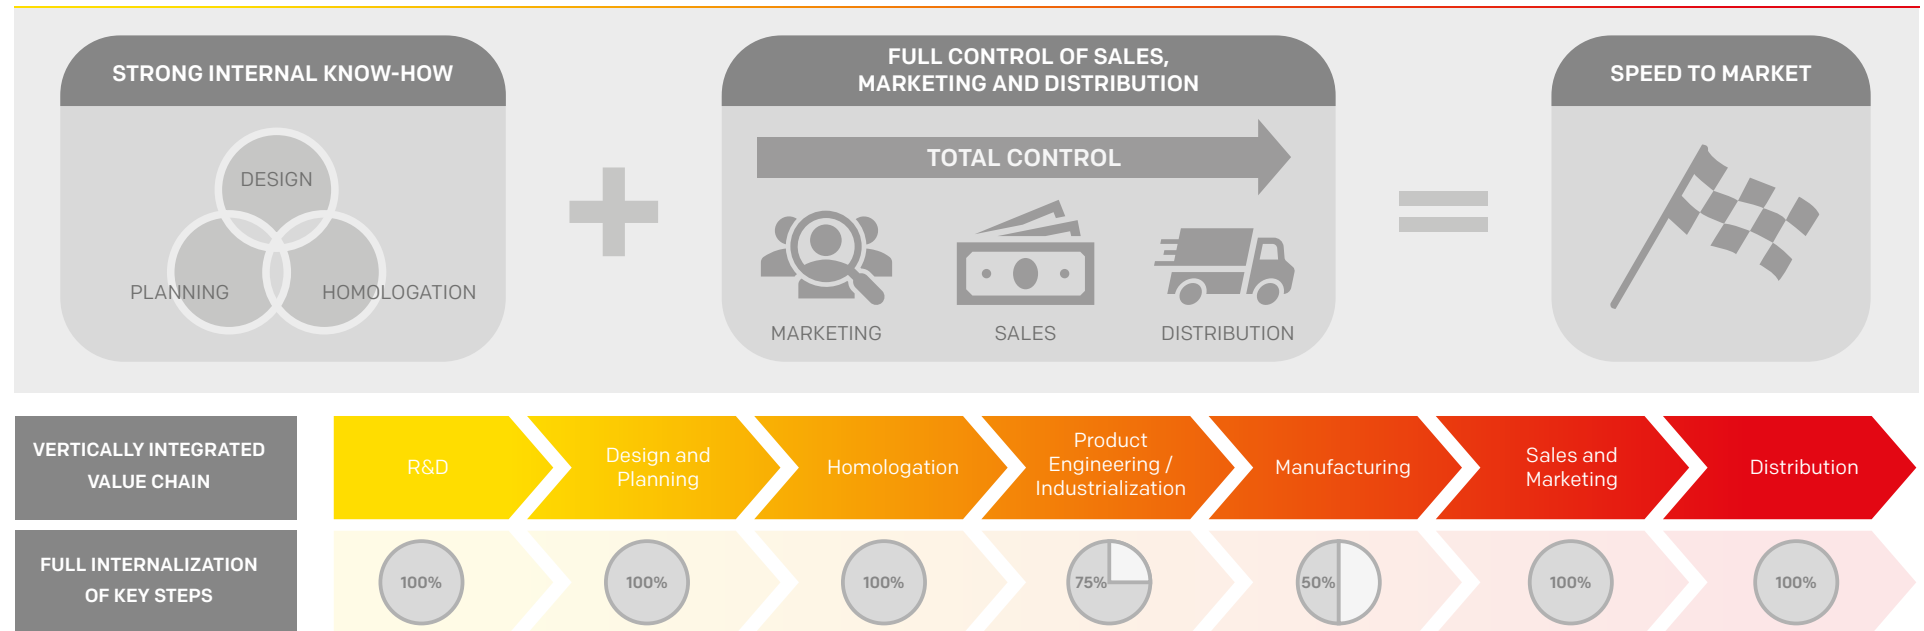 STRONG INTERNAL KNOW-HOW
DESIGN
PLANNING
HOMOLOGATION
FULL CONTROL OF SALES,
MARKETING AND DISTRIBUTION
TOTAL CONTROL
MARKETING
SALES
DISTRIBUTION
SPEED TO MARKET
VERTICALLY INTEGRATED
VALUE CHAIN
R&D
Design and
Planning
Homologation
Product
Engineering /
Industrialization
Manufacturing
Sales and
Marketing
Distribution
FULL INTERNALIZATION
OF KEY STEPS
100%
100%
100%
75%
50%
100%
100%